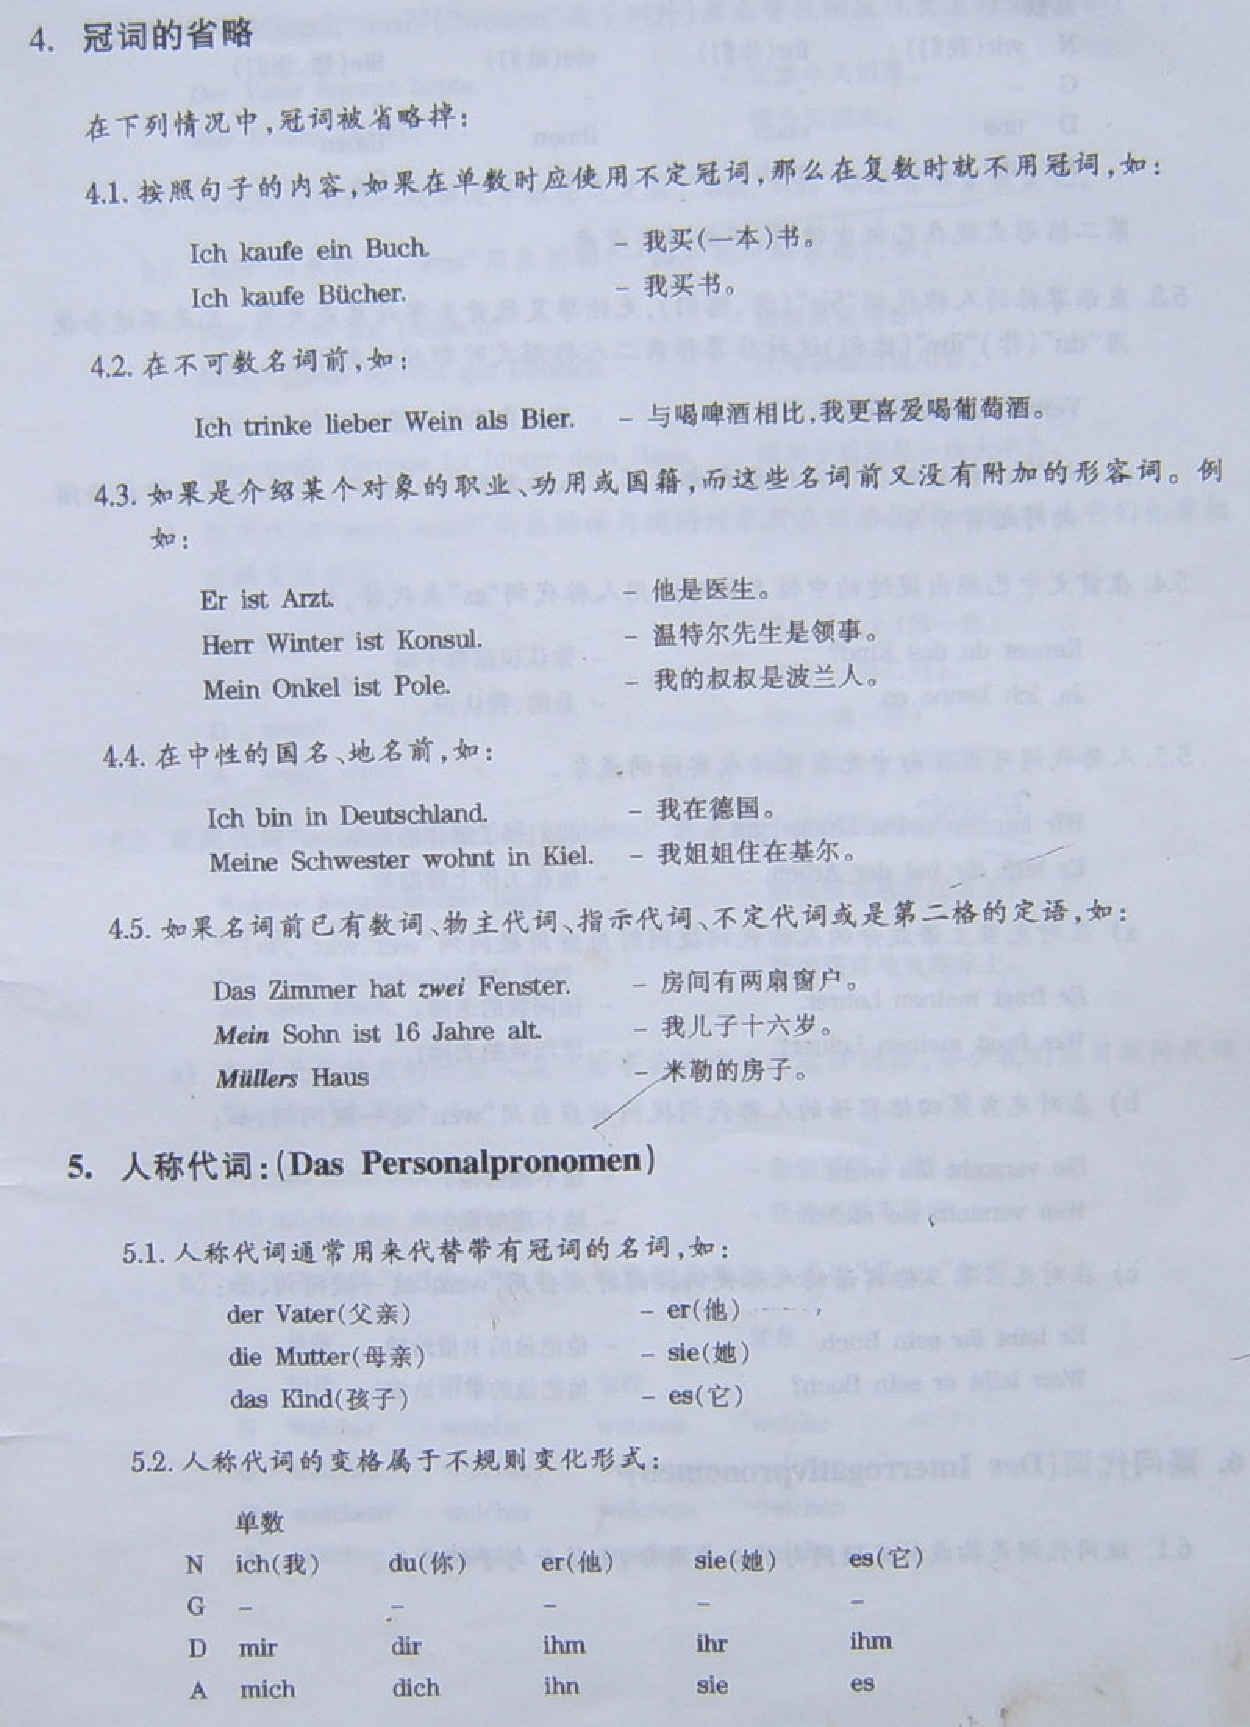 4. 冠词的省略
在下列情况中,冠词被省略掉:
4.1. 按照句子的内容,如果在单数时应使用不定冠词,那么在复数时就不用冠词,如:
Ich kaufe ein Buch. – 我买(一本)书。
Ich kaufe Bücher. – 我买书。
4.2. 在不可数名词前,如:
Ich trinke lieber Wein als Bier. – 与喝啤酒相比,我更喜爱喝葡萄酒。
4.3. 如果是介绍某个对象的职业、功用或国籍,而这些名词前又没有附加的形容词。例
如:
Er ist Arzt. – 他是医生。
Herr Winter ist Konsul. – 温特尔先生是领事。
Mein Onkel ist Pole. – 我的叔叔是波兰人。
4.4. 在中性的国名、地名前,如:
Ich bin in Deutschland. – 我在德国。
Meine Schwester wohnt in Kiel. – 我姐姐住在基尔。
4.5. 如果名词前已有数词、物主代词、指示代词、不定代词或是第二格的定语,如:
Das Zimmer hat zwei Fenster. – 房间有两扇窗户。
Mein Sohn ist 16 Jahre alt. – 我儿子十六岁。
Müllers Haus – 米勒的房子。
5. 人称代词:(Das Personalpronomen)
5.1. 人称代词通常用来代替带有冠词的名词,如:
der Vater(父亲) – er(他)
die Mutter(母亲) – sie(她)
das Kind(孩子) – es(它)
5.2. 人称代词的变格属于不规则变化形式:
单数
N ich(我) du(你) er(他) sie(她) es(它)
G – – – – –
D mir dir ihm ihr ihm
A mich dich ihn sie es